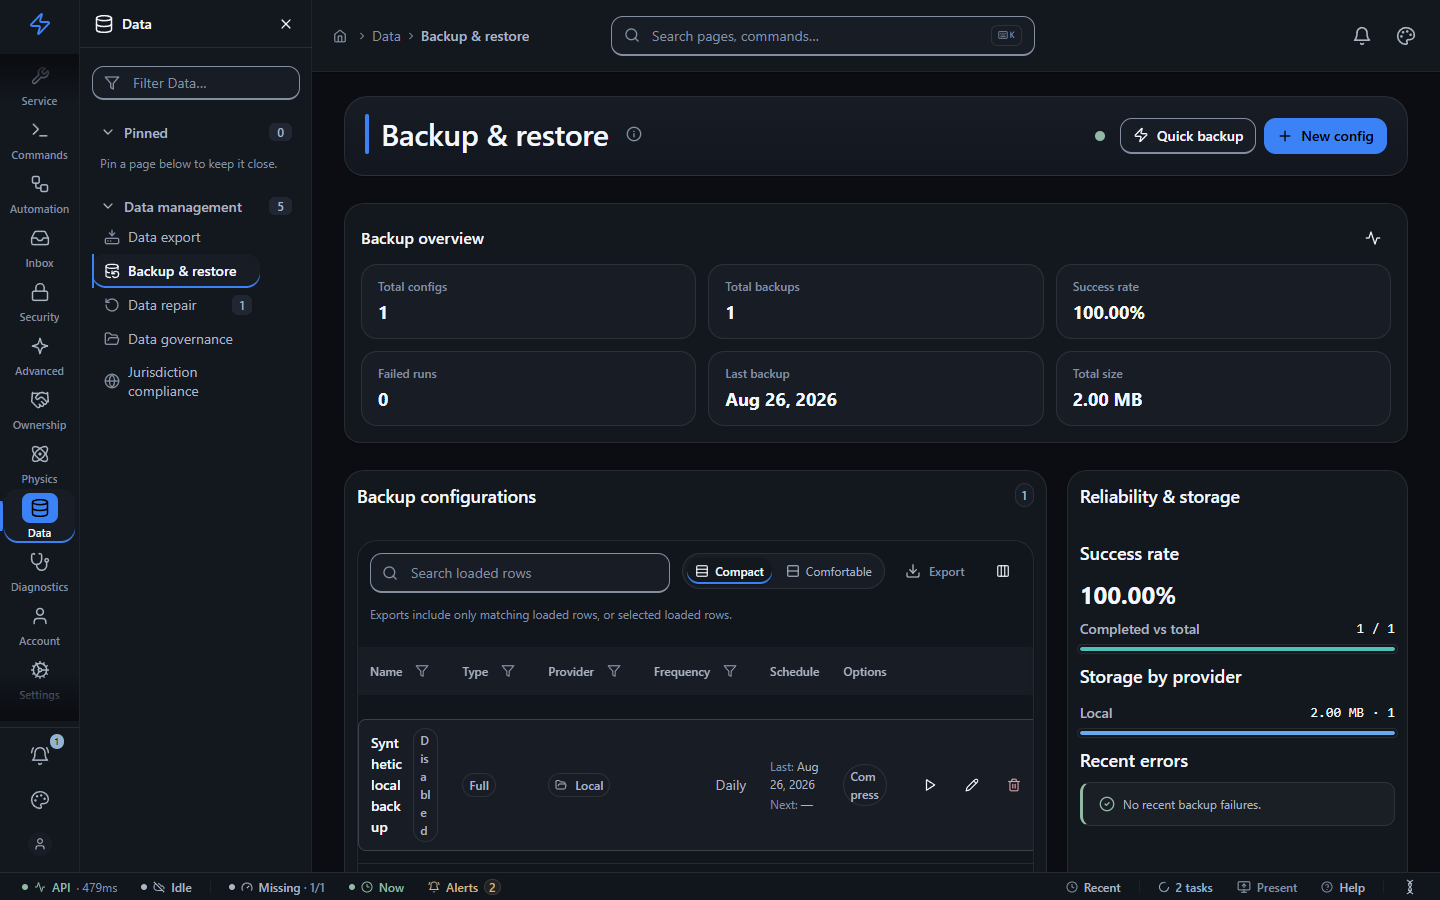 Service
Commands
Automation
Inbox
Security
Advanced
Ownership
Physics
Data
Diagnostics
Account
Settings
1
Data
Filter Data...
Pinned 0
Pin a page below to keep it close.
Data management 5
Data export
Backup & restore
Data repair 1
Data governance
Jurisdiction
compliance
Data Backup & restore
Search pages, commands...
K
Backup & restore
Quick backup
New config
Backup overview
Total configs
1
Total backups
1
Success rate
100.00%
Failed runs
0
Last backup
Aug 26, 2026
Total size
2.00 MB
Backup configurations 1
Search loaded rows
Compact Comfortable Export
Exports include only matching loaded rows, or selected loaded rows.
Name Type Provider Frequency Schedule Options
Synt
hetic
local
back
up
D
is
a
bl
e
d
Full
Local
Daily
Last: Aug
26, 2026
Next: —
Com
press
Reliability & storage
Success rate
100.00%
Completed vs total 1 / 1
Storage by provider
Local 2.00 MB · 1
Recent errors
No recent backup failures.
API · 479ms Idle Missing · 1/1 Now Alerts 2 Recent 2 tasks Present Help